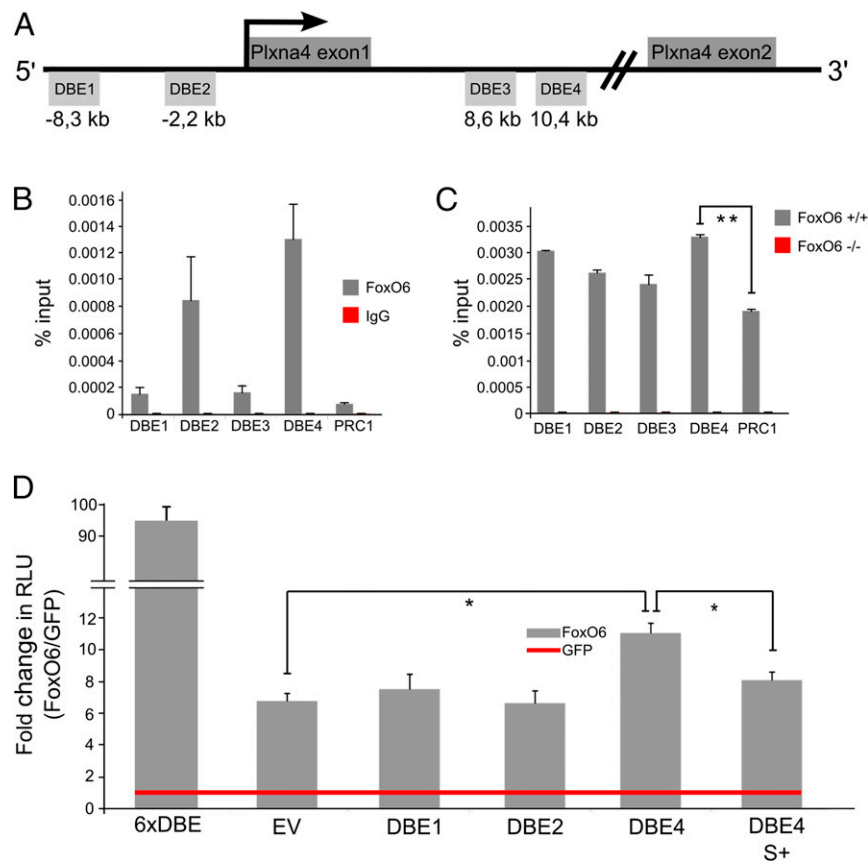 A
Plxna4 exon1
Plxna4 exon2
5'
3'
DBE1
DBE2
DBE3
DBE4
-8,3 kb
-2,2 kb
8,6 kb
10,4 kb
B
% input
0.0016
0.0014
0.0012
0.0010
0.0008
0.0006
0.0004
0.0002
0
FoxO6
IgG
DBE1
DBE2
DBE3
DBE4
PRC1
C
% input
0.0035
0.0030
0.0025
0.0020
0.0015
0.001
0.0005
0
**
FoxO6 +/+
FoxO6 -/-
DBE1
DBE2
DBE3
DBE4
PRC1
D
Fold change in RLU
(FoxO6/GFP)
100
90
12
10
8
6
4
2
0
*
*
FoxO6
GFP
6xDBE
EV
DBE1
DBE2
DBE4
DBE4
S+